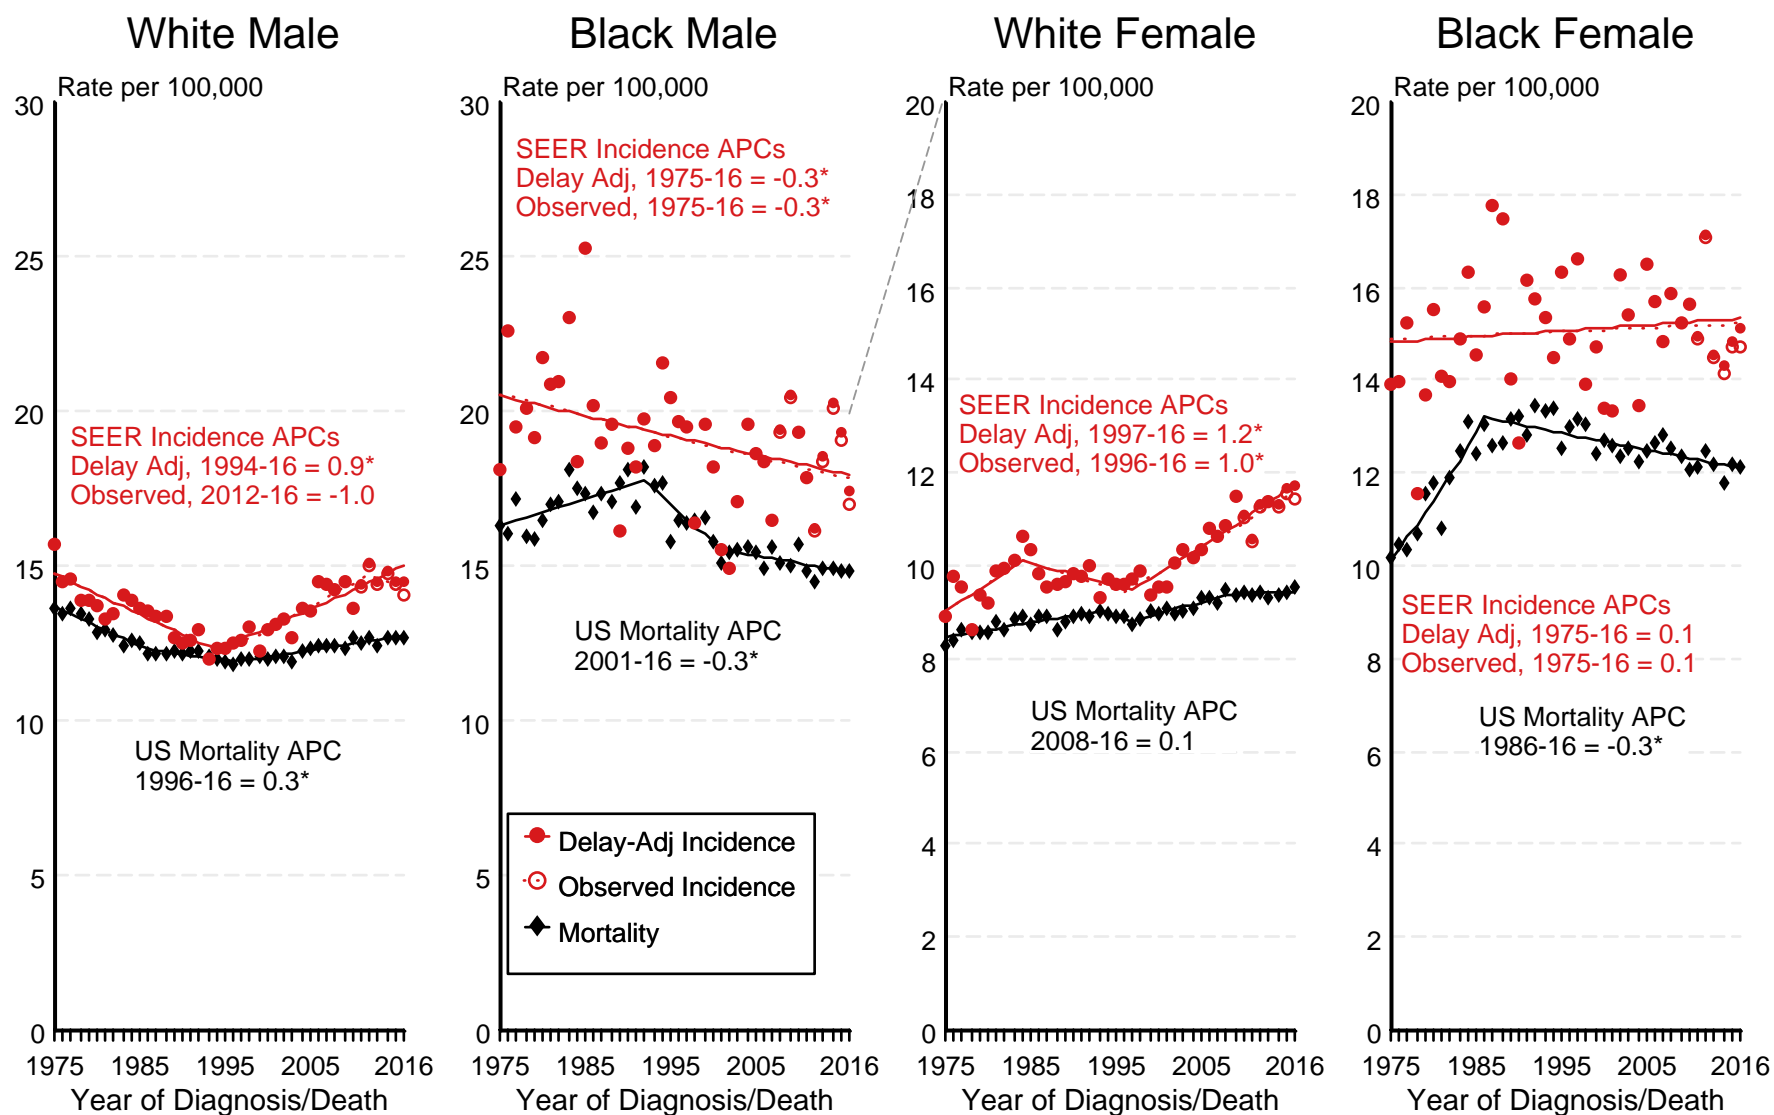 White Male
Rate per 100,000
30
25
20
15
10
5
0
SEER Incidence APCs
Delay Adj, 1994-16 = 0.9*
Observed, 2012-16 = -1.0
US Mortality APC
1996-16 = 0.3*
1975 1985 1995 2005 2016
Year of Diagnosis/Death
Black Male
Rate per 100,000
30
25
20
15
10
5
0
SEER Incidence APCs
Delay Adj, 1975-16 = -0.3*
Observed, 1975-16 = -0.3*
US Mortality APC
2001-16 = -0.3*
Delay-Adj Incidence
Observed Incidence
Mortality
1975 1985 1995 2005 2016
Year of Diagnosis/Death
White Female
Rate per 100,000
20
18
16
14
12
10
8
6
4
2
0
SEER Incidence APCs
Delay Adj, 1997-16 = 1.2*
Observed, 1996-16 = 1.0*
US Mortality APC
2008-16 = 0.1
1975 1985 1995 2005 2016
Year of Diagnosis/Death
Black Female
Rate per 100,000
20
18
16
14
12
10
8
6
4
2
0
SEER Incidence APCs
Delay Adj, 1975-16 = 0.1
Observed, 1975-16 = 0.1
US Mortality APC
1986-16 = -0.3*
1975 1985 1995 2005 2016
Year of Diagnosis/Death